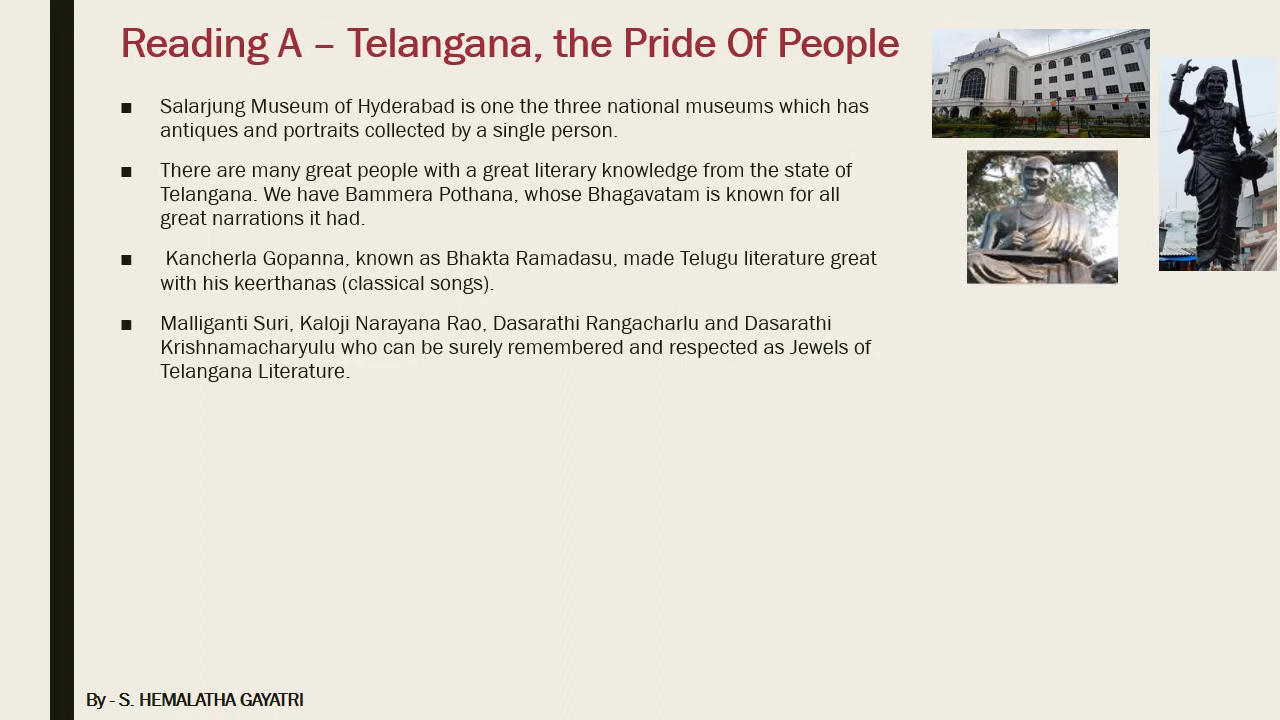 Reading A – Telangana, the Pride Of People
■ Salarjung Museum of Hyderabad is one the three national museums which has
antiques and portraits collected by a single person.
■ There are many great people with a great literary knowledge from the state of
Telangana. We have Bammera Pothana, whose Bhagavatam is known for all
great narrations it had.
■ Kancherla Gopanna, known as Bhakta Ramadasu, made Telugu literature great
with his keerthanas (classical songs).
■ Malliganti Suri, Kaloji Narayana Rao, Dasarathi Rangacharlu and Dasarathi
Krishnamacharyulu who can be surely remembered and respected as Jewels of
Telangana Literature.
By - S. HEMALATHA GAYATRI